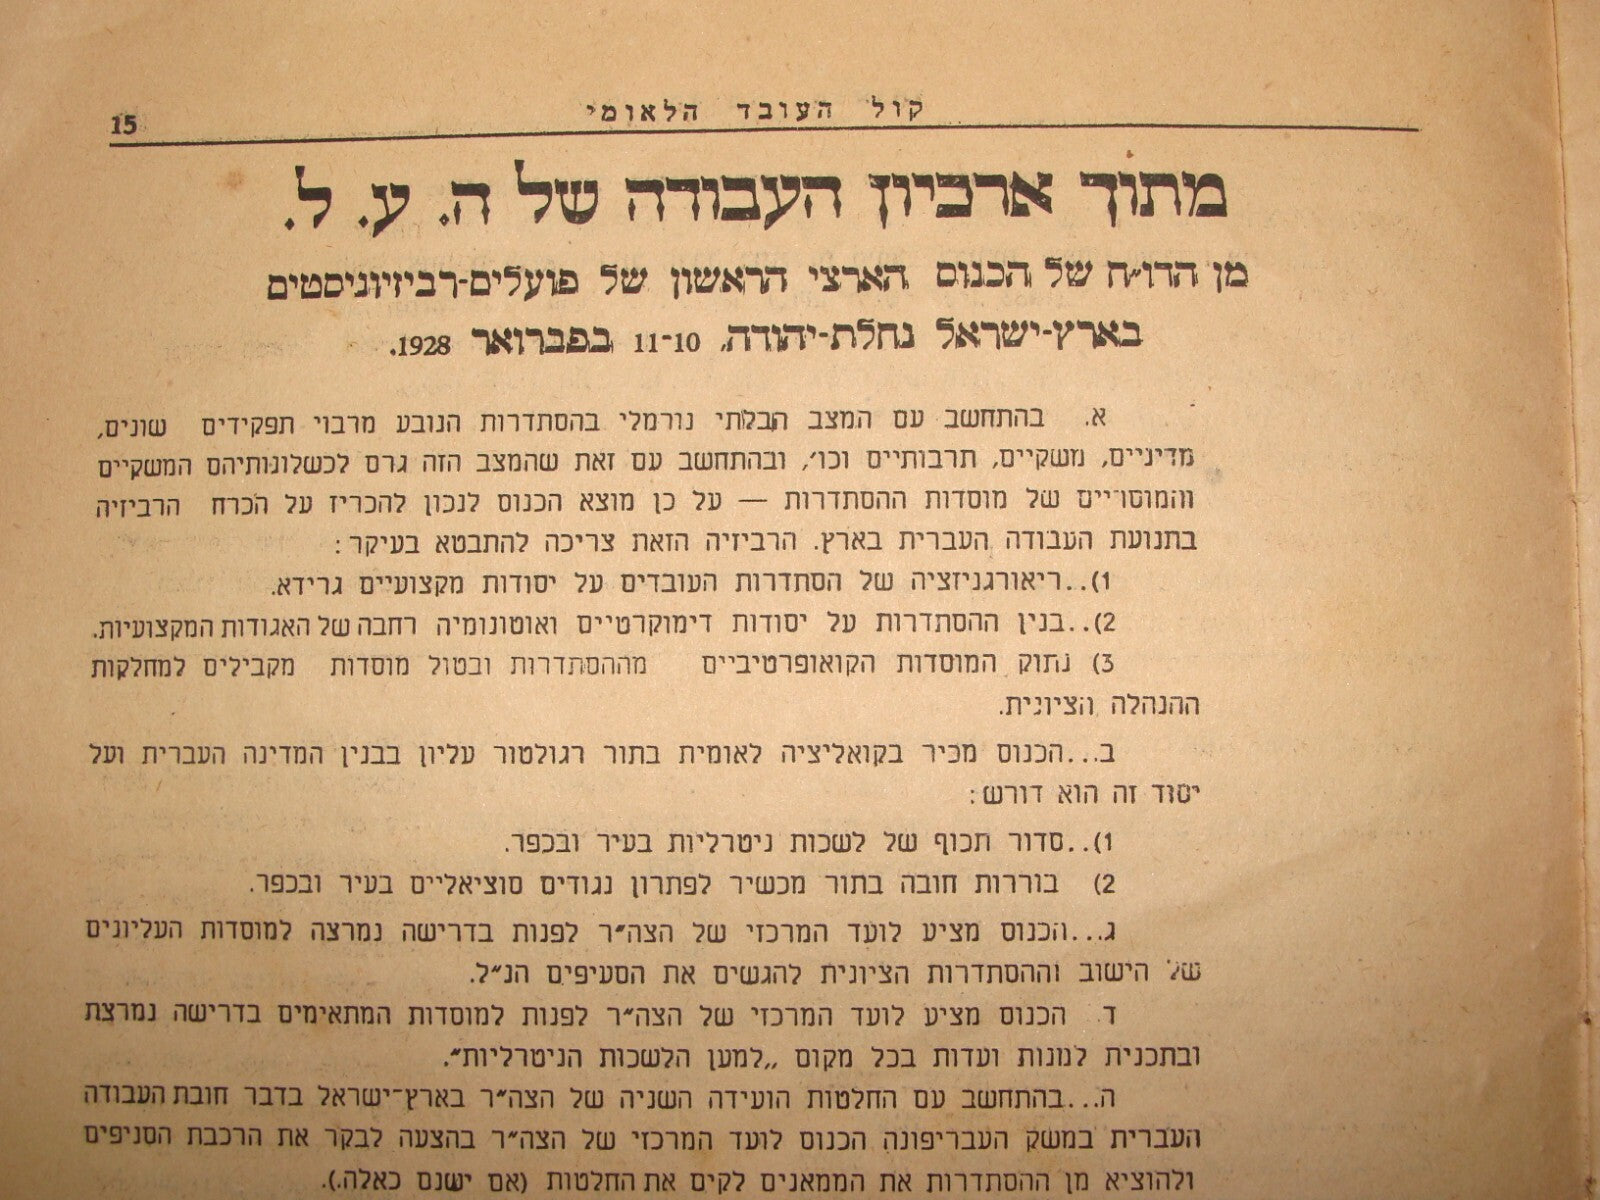 קול העובד הלאומי
15
מתוך ארכיון העבודה של ה. ע. ל.
מן הדו״ח של הכנוס הארצי הראשון של פועלים-רביזיוניסטים
בארץ-ישראל נחלת-יהודה, 10־11 בפברואר 1928.
א. בהתחשב עם המצב הבלתי נורמלי בהסתדרות הנובע מרבוי תפקידים שונים,
מדיניים, משקיים, תרבותיים וכו׳, ובהתחשב עם זאת שהמצב הזה גרם לכשלונותיהם המשקיים
והמוסריים של מוסדות ההסתדרות — על כן מוצא הכנוס לנכון להכריז על הכרח הרביזיה
בתנועת העבודה העברית בארץ. הרביזיה הזאת צריכה להתבטא בעיקר:
1)..ריאורגניזציה של הסתדרות העובדים על יסודות מקצועיים גרידא.
2)..בנין ההסתדרות על יסודות דימוקרטיים ואוטונומיה רחבה של האגודות המקצועיות.
3) נתוק המוסדות הקואופרטיביים מההסתדרות ובטול מוסדות מקבילים למחלקות
ההנהלה הציונית.
ב...הכנוס מכיר בקואליציה לאומית בתור רגולטור עליון בבנין המדינה העברית ועל
יסוד זה הוא דורש:
1)..סדור תכוף של לשכות ניטרליות בעיר ובכפר.
2) בוררות חובה בתור מכשיר לפתרון נגודים סוציאליים בעיר ובכפר.
ג...הכנוס מציע לועד המרכזי של הצה״ר לפנות בדרישה נמרצה למוסדות העליונים
של הישוב וההסתדרות הציונית להגשים את הסעיפים הנ״ל.
ד. הכנוס מציע לועד המרכזי של הצה״ר לפנות למוסדות המתאימים בדרישה נמרצת
ובתכנית למנות ועדות בכל מקום „למען הלשכות הניטרליות״.
ה...בהתחשב עם החלטות הועידה השניה של הצה״ר בארץ־ישראל בדבר חובת העבודה
העברית במשק העבריפונה הכנוס לועד המרכזי של הצה״ר בהצעה לבקר את הרכבת הסניפים
ולהוציא מן ההסתדרות את הממאנים לקים את החלטות (אם ישנם כאלה.).